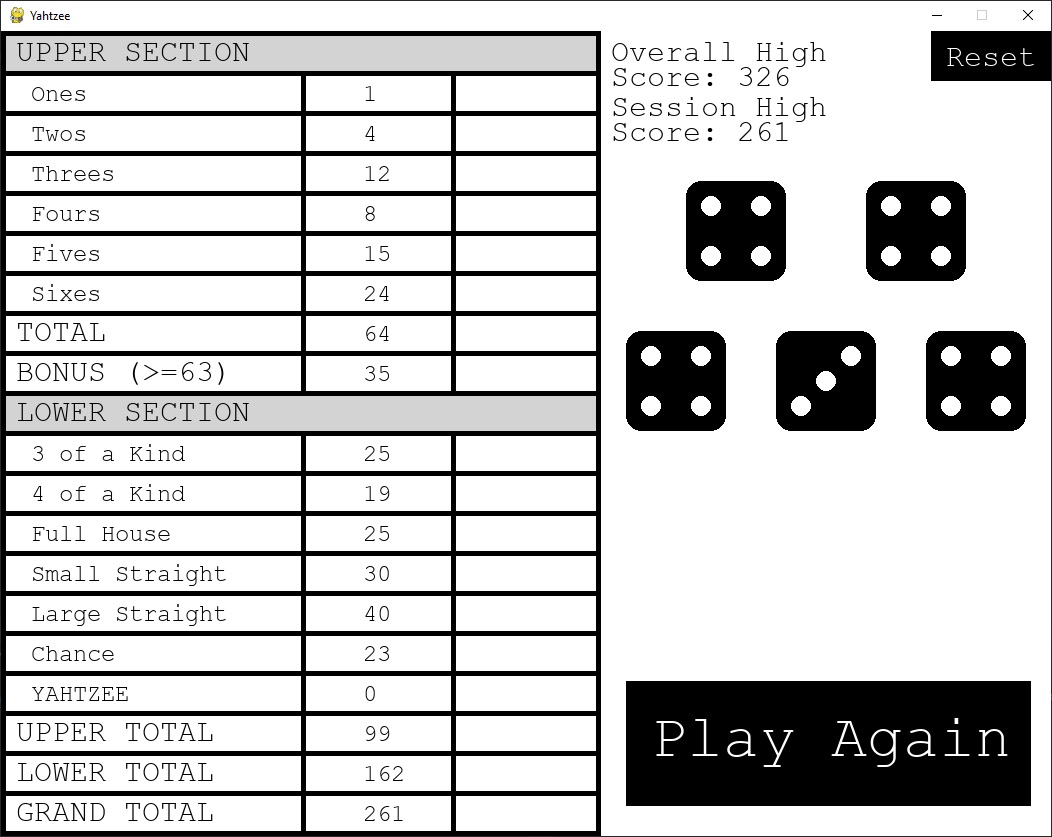 Yahtzee
UPPER SECTION
Ones 1
Twos 4
Threes 12
Fours 8
Fives 15
Sixes 24
TOTAL 64
BONUS (>=63) 35
LOWER SECTION
3 of a Kind 25
4 of a Kind 19
Full House 25
Small Straight 30
Large Straight 40
Chance 23
YAHTZEE 0
UPPER TOTAL 99
LOWER TOTAL 162
GRAND TOTAL 261
Overall High
Score: 326
Session High
Score: 261
Reset
Play Again